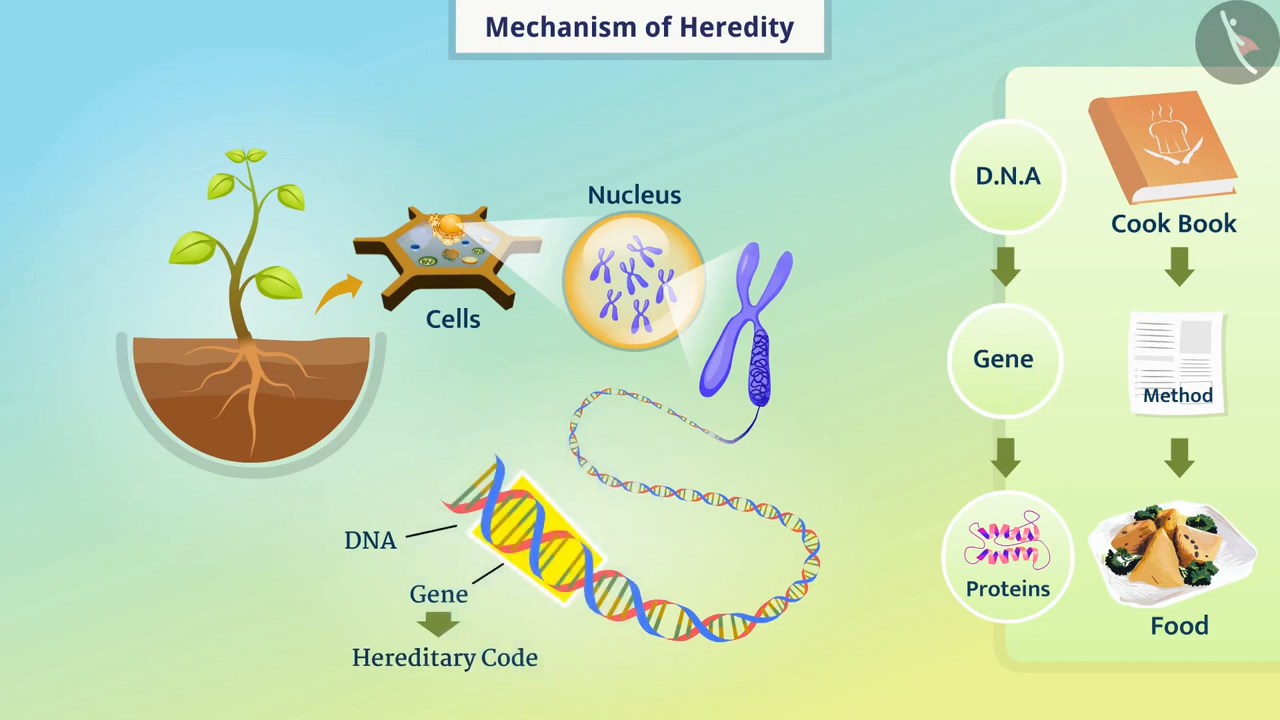 Mechanism of Heredity
Nucleus
Cells
DNA
Gene
Hereditary Code
D.N.A
Cook Book
Gene
Method
Proteins
Food